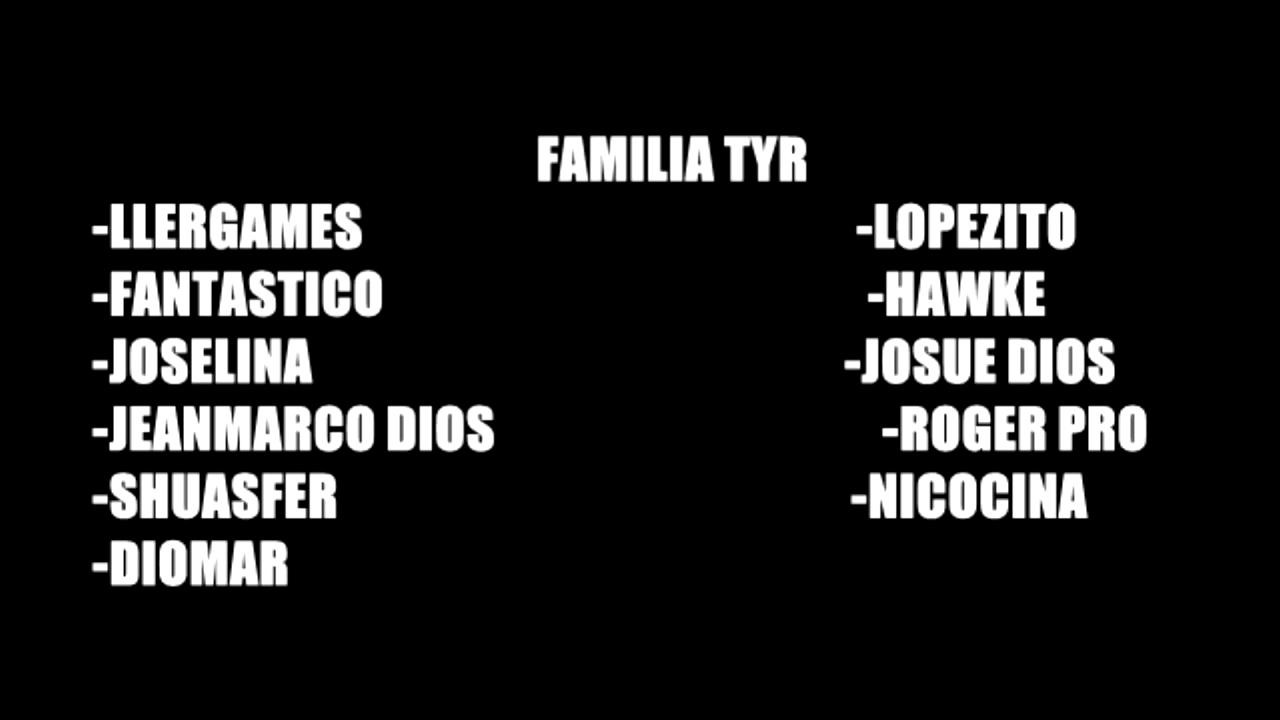 FAMILIA TYR
-LLERGAMES
-FANTASTICO
-JOSELINA
-JEANMARCO DIOS
-SHUASFER
-DIOMAR
-LOPEZITO
-HAWKE
-JOSUE DIOS
-ROGER PRO
-NICOCINA